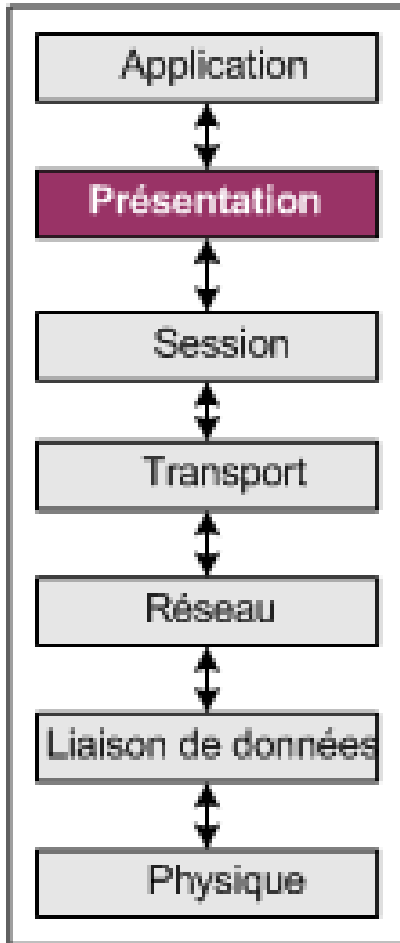 Application
Présentation
Session
Transport
Réseau
Liaison de données
Physique